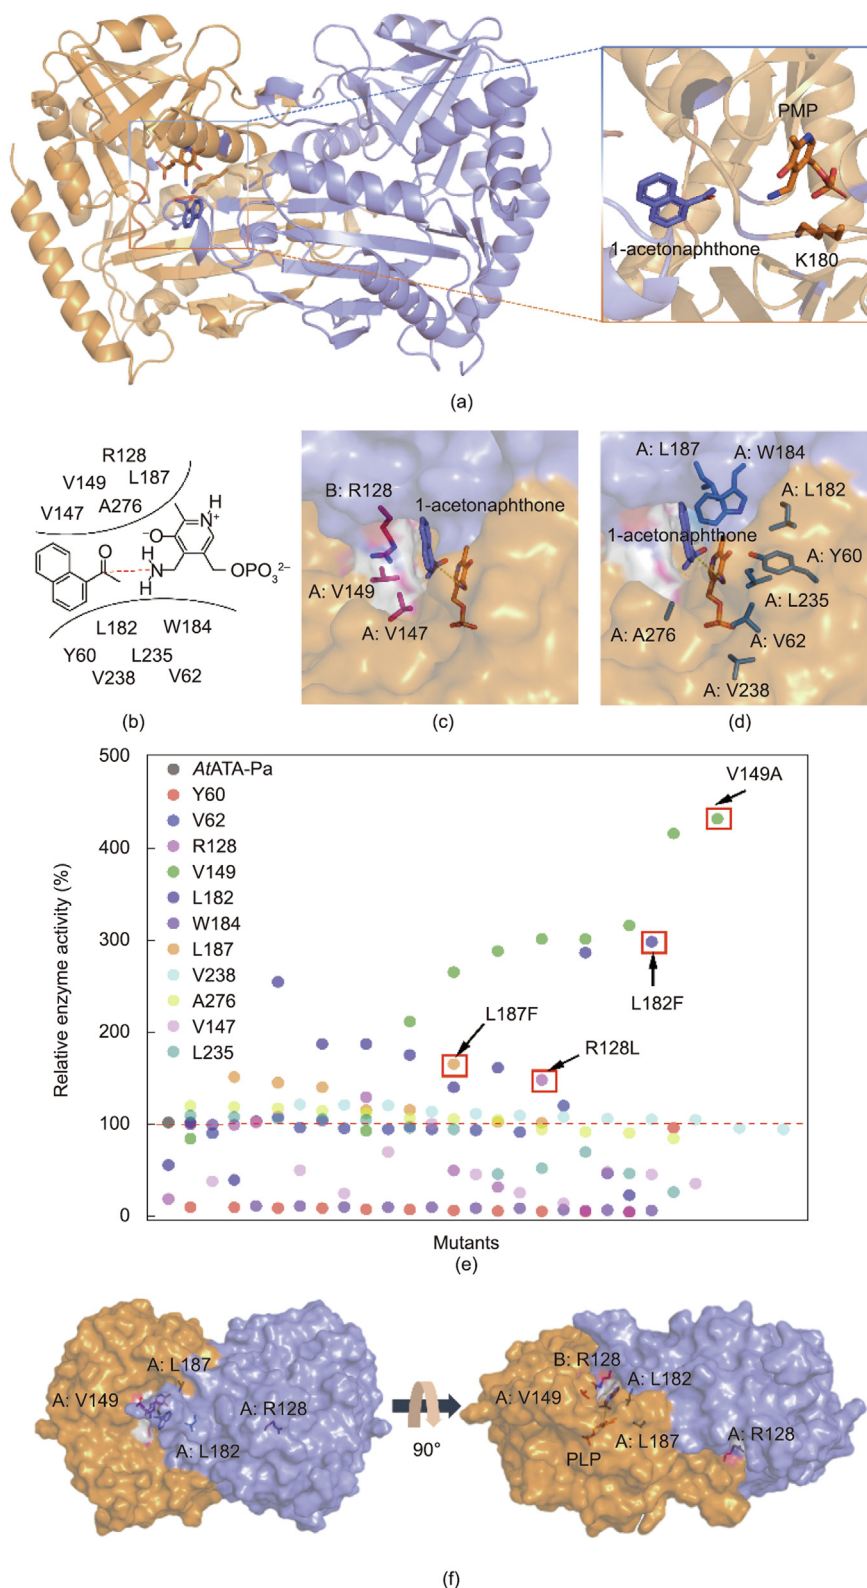 PMP
1-acetonaphthone
K180
(a)
R128
V149
L187
V147
A276
H
N
+
−O
O
H
N
H
OPO₃²⁻
L182
W184
Y60
L235
V238
V62
(b)
B: R128
1-acetonaphthone
A: V149
A: V147
(c)
A: L187
A: W184
A: L182
1-acetonaphthone
A: Y60
A: L235
A: A276
A: V62
A: V238
(d)
500
400
300
200
100
0
Relative enzyme activity (%)
AtATA-Pa
Y60
V62
R128
V149
L182
W184
L187
V238
A276
V147
L235
V149A
L182F
L187F
R128L
Mutants
(e)
A: L187
A: V149
A: R128
A: L182
90°
B: R128
A: L182
A: V149
A: L187
A: R128
PLP
(f)